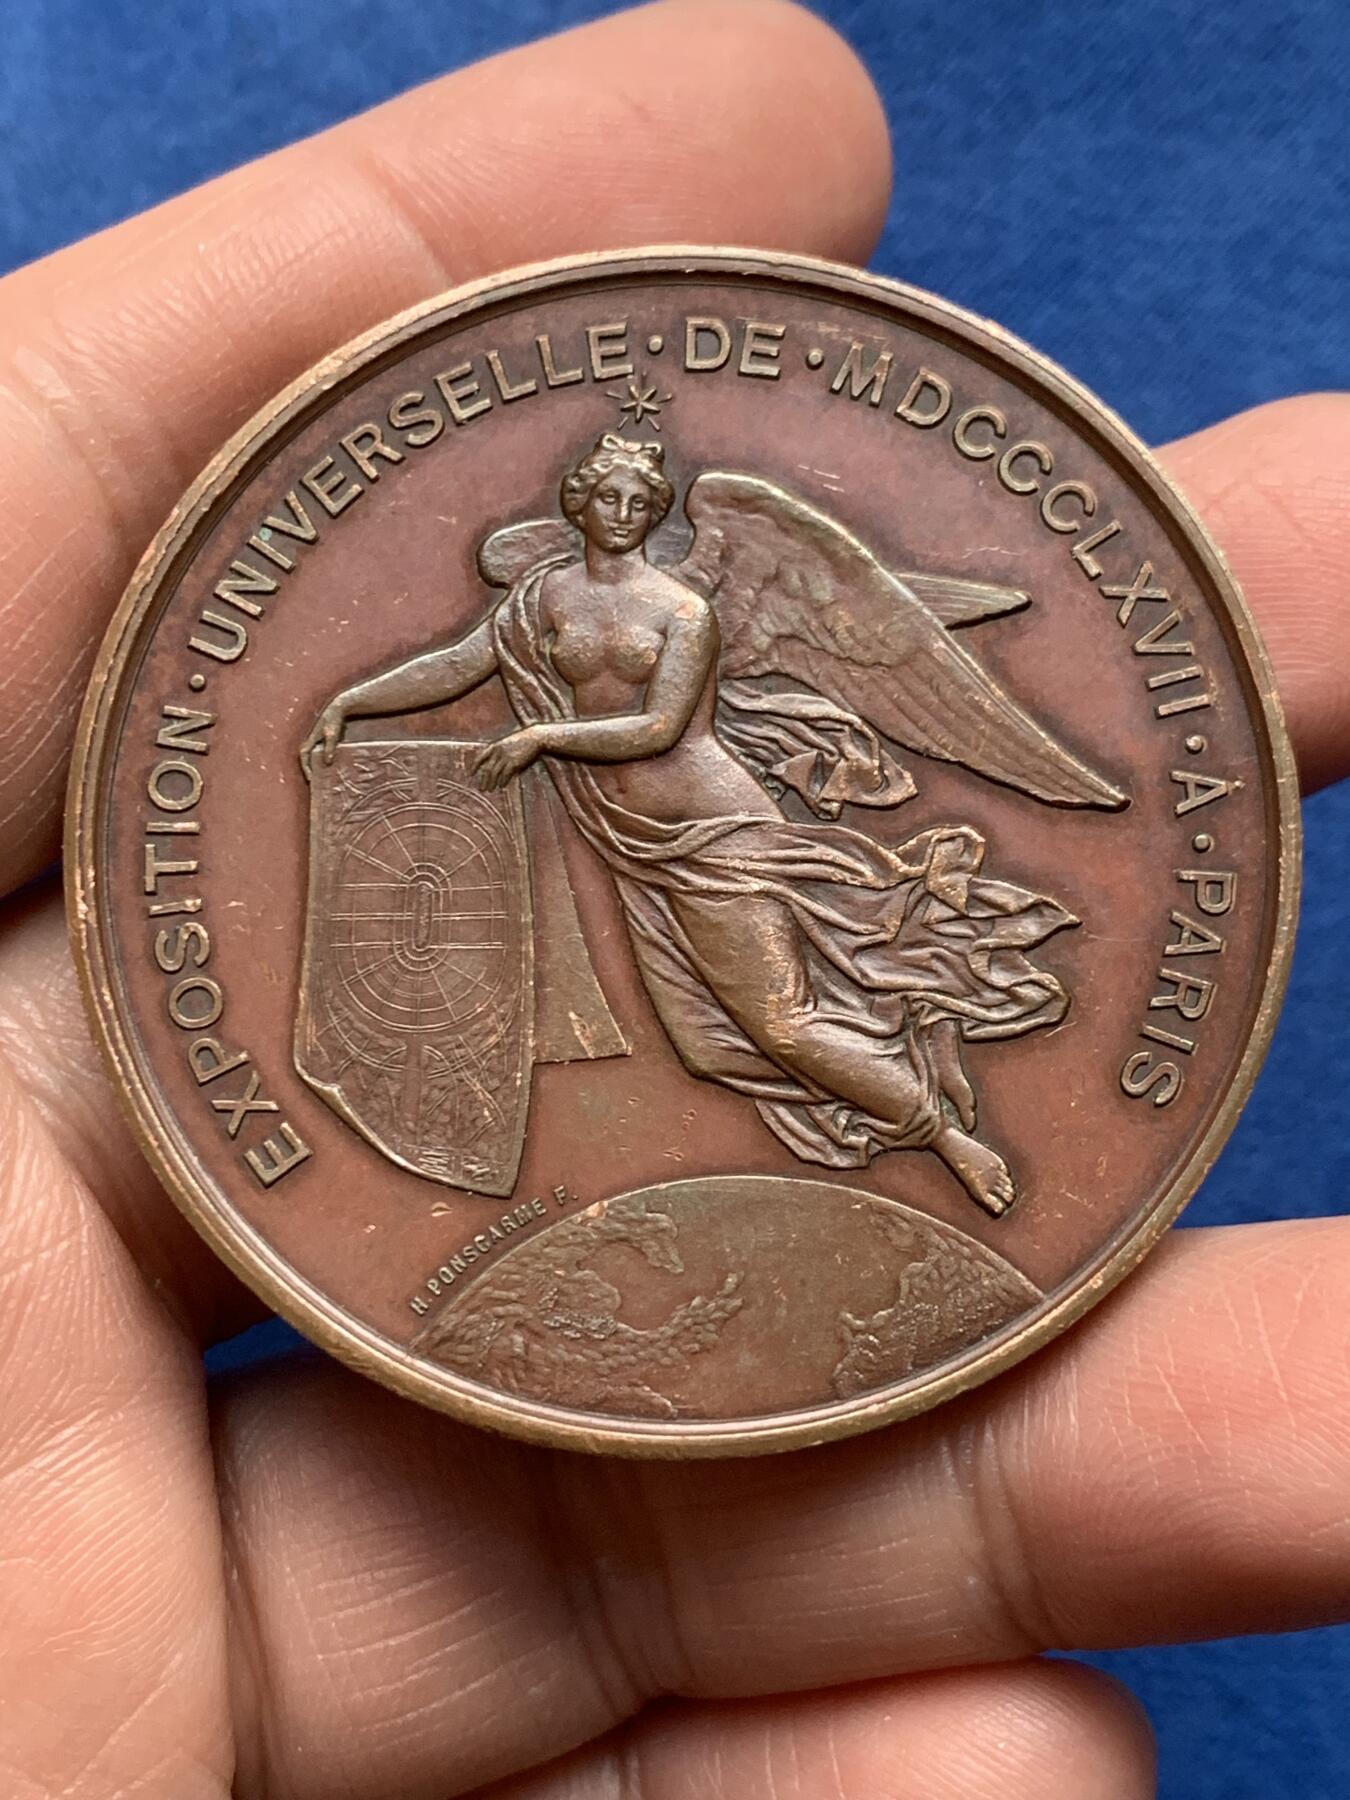 EXPOSITION · UNIVERSELLE · DE · MDCCCLXVII · À · PARIS
H. PONSCARME F.